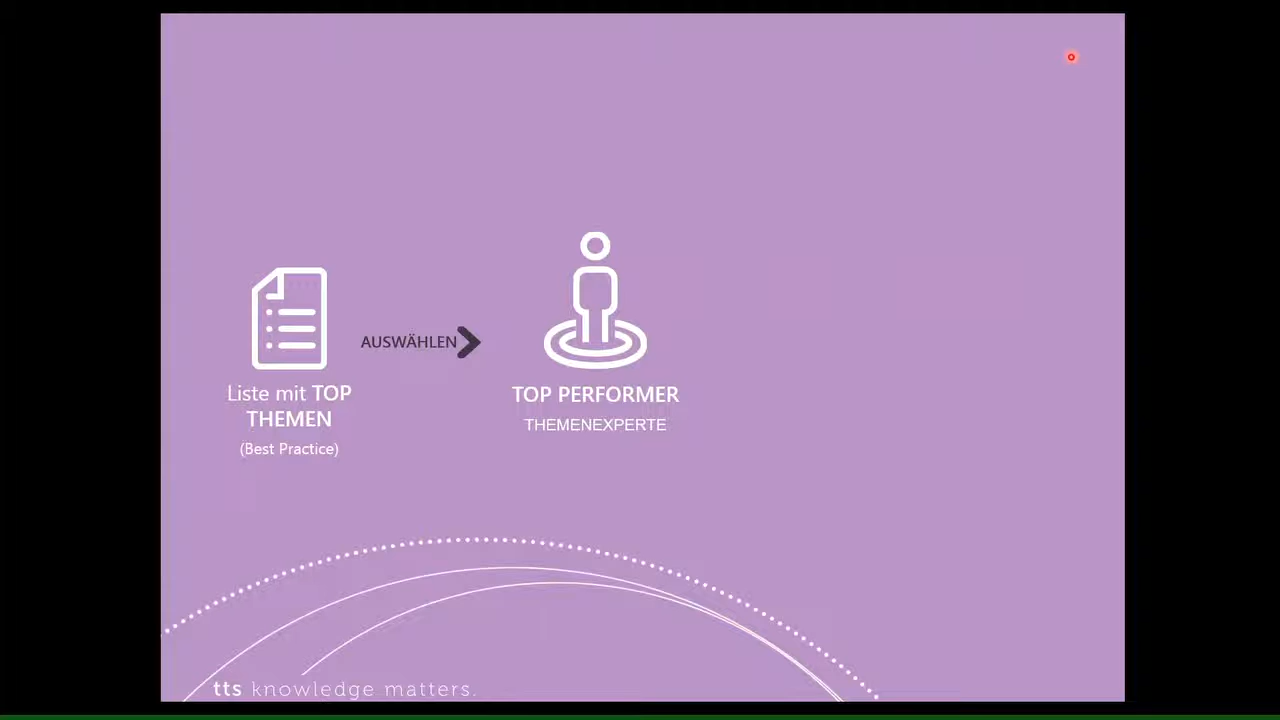 AUSWÄHLEN
Liste mit TOP
THEMEN
(Best Practice)
TOP PERFORMER
THEMENEXPERTE
tts knowledge matters.